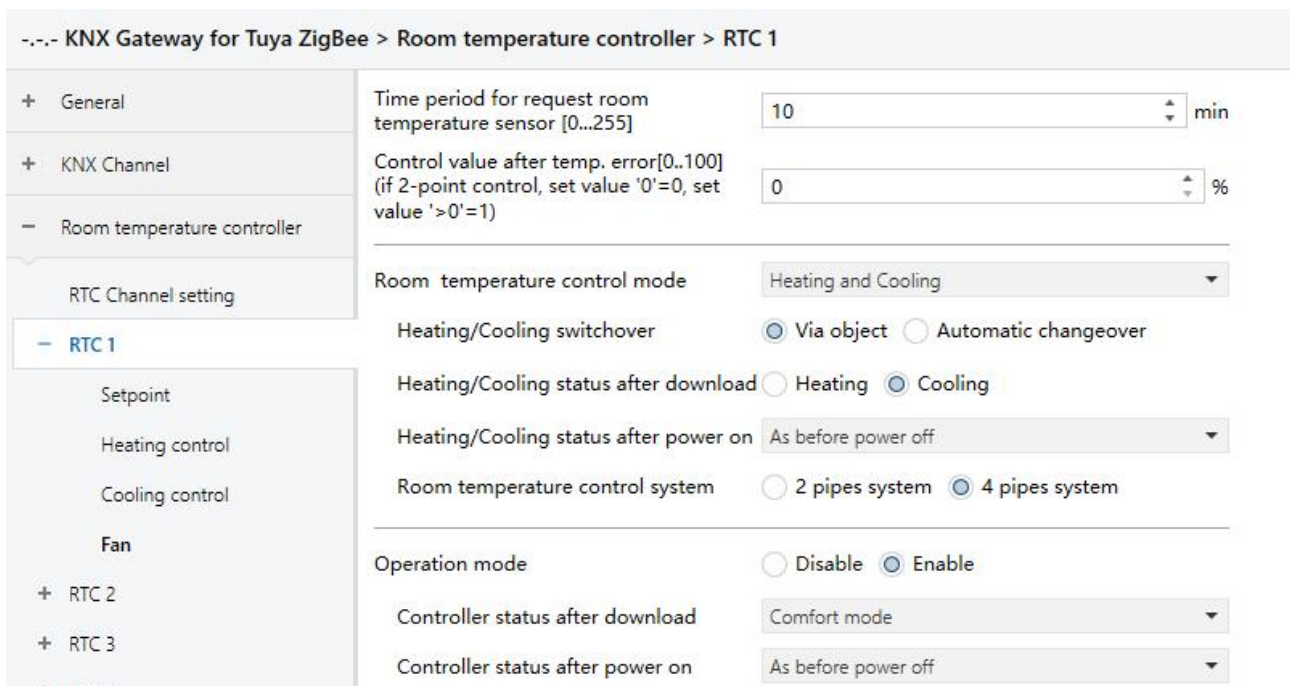 -.-.- KNX Gateway for Tuya ZigBee > Room temperature controller > RTC 1
+ General
+ KNX Channel
− Room temperature controller
RTC Channel setting
− RTC 1
Setpoint
Heating control
Cooling control
Fan
+ RTC 2
+ RTC 3
Time period for request room
temperature sensor [0...255]
10 min
Control value after temp. error[0..100]
(if 2-point control, set value '0'=0, set
value '>0'=1)
0 %
Room temperature control mode Heating and Cooling
Heating/Cooling switchover Via object Automatic changeover
Heating/Cooling status after download Heating Cooling
Heating/Cooling status after power on As before power off
Room temperature control system 2 pipes system 4 pipes system
Operation mode Disable Enable
Controller status after download Comfort mode
Controller status after power on As before power off